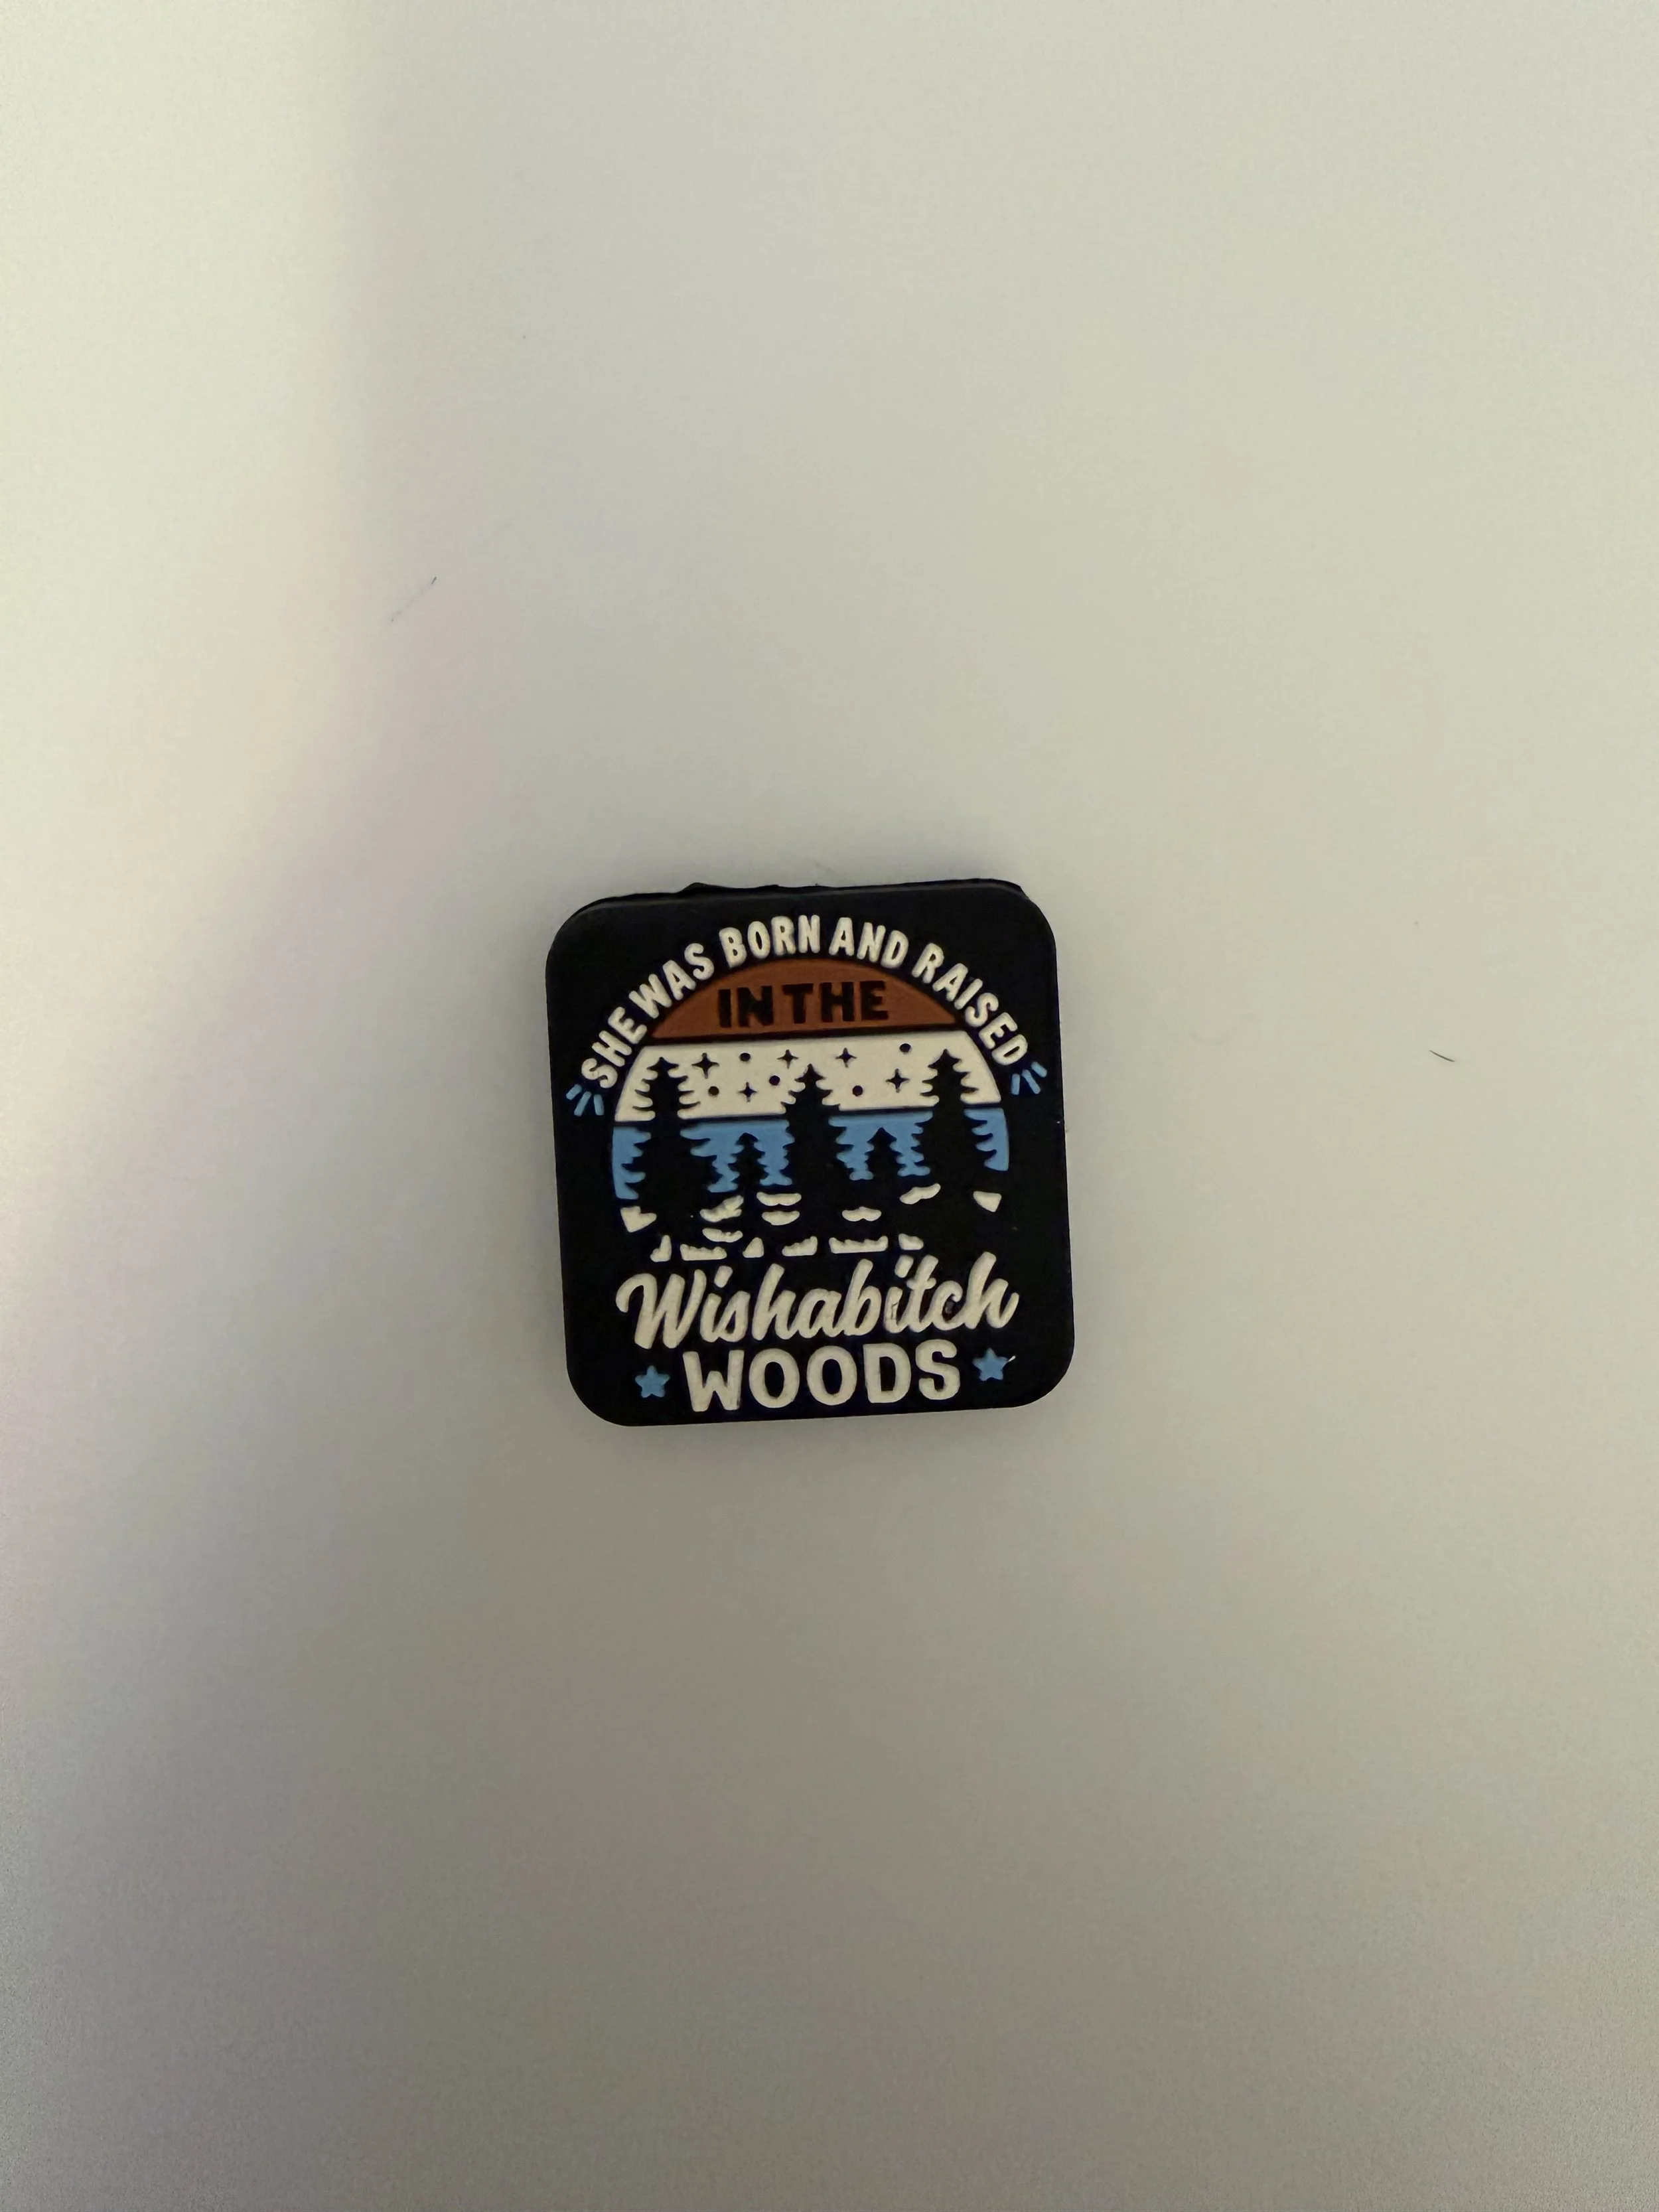 SHE WAS BORN AND RAISED
IN THE
Wishabitch
WOODS